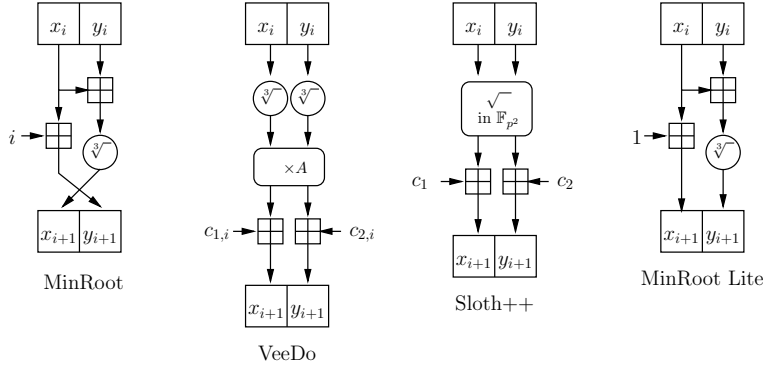 x_i y_i
i
∛
x_{i+1} y_{i+1}
MinRoot
x_i y_i
∛ ∛
×A
c_{1,i} c_{2,i}
x_{i+1} y_{i+1}
VeeDo
x_i y_i
√
in 𝔽_{p^2}
c_1 c_2
x_{i+1} y_{i+1}
Sloth++
x_i y_i
1
∛
x_{i+1} y_{i+1}
MinRoot Lite